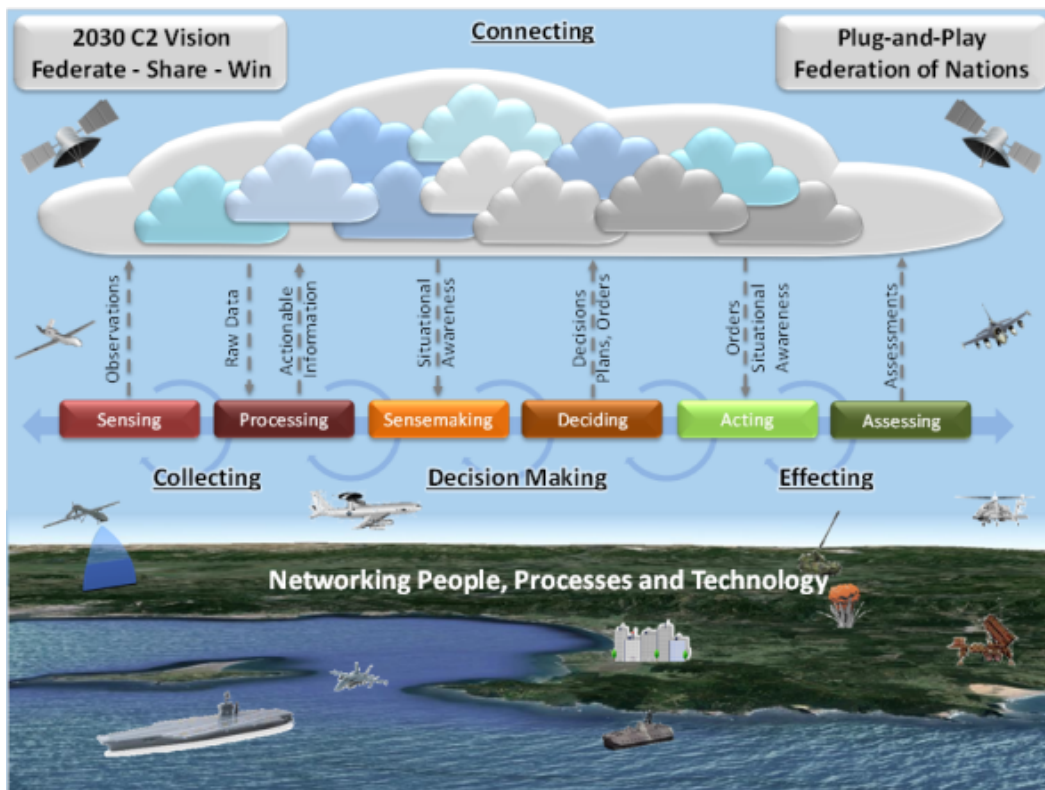 2030 C2 Vision
Federate - Share - Win
Connecting
Plug-and-Play
Federation of Nations
Observations
Raw Data
Actionable
Information
Situational
Awareness
Decisions
Plans, Orders
Orders
Situational
Awareness
Assessments
Sensing
Processing
Sensemaking
Deciding
Acting
Assessing
Collecting
Decision Making
Effecting
Networking People, Processes and Technology